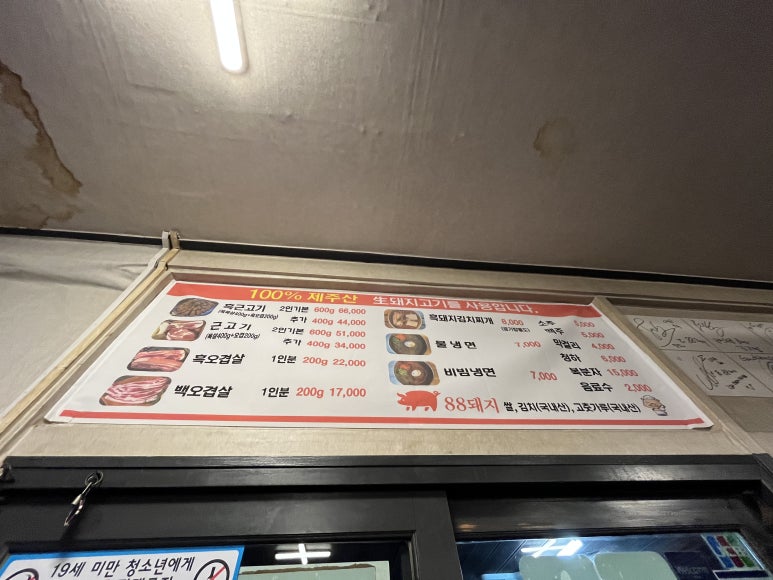 100% 제주산 生돼지고기를 사용합니다.
흑근고기 2인기본 600g 66,000
추가 400g 44,000
근고기 2인기본 600g 51,000
추가 400g 34,000
흑오겹살 1인분 200g 22,000
백오겹살 1인분 200g 17,000
흑돼지김치찌개 8,000
물냉면 7,000
비빔냉면 7,000
소주 5,000
맥주 5,000
막걸리 4,000
청하 6,000
복분자 15,000
음료수 2,000
88돼지 쌀, 김치(국내산), 고춧가루(국내산)
19세 미만 청소년에게